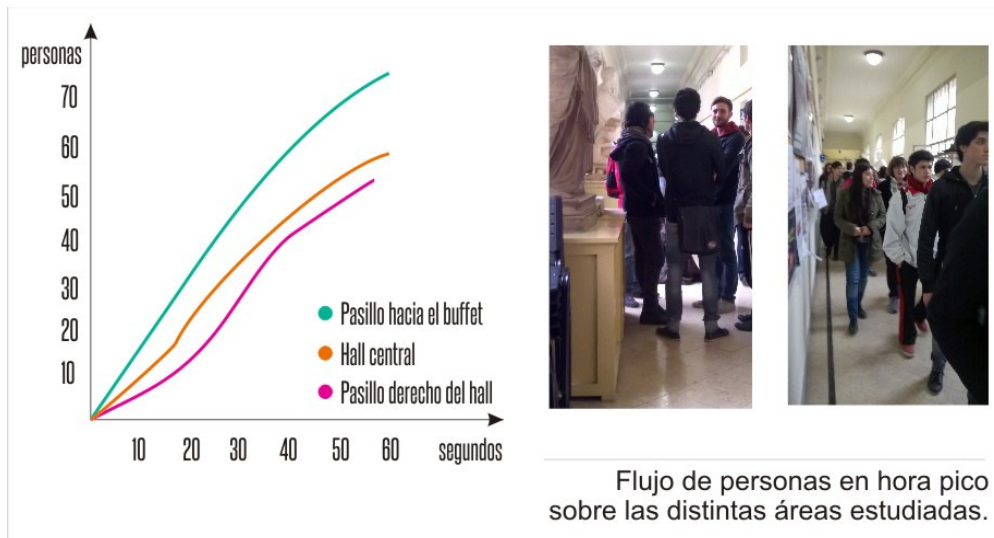 personas
70
60
50
40
30
20
10
10 20 30 40 50 60 segundos
Pasillo hacia el buffet
Hall central
Pasillo derecho del hall
Flujo de personas en hora pico
sobre las distintas áreas estudiadas.